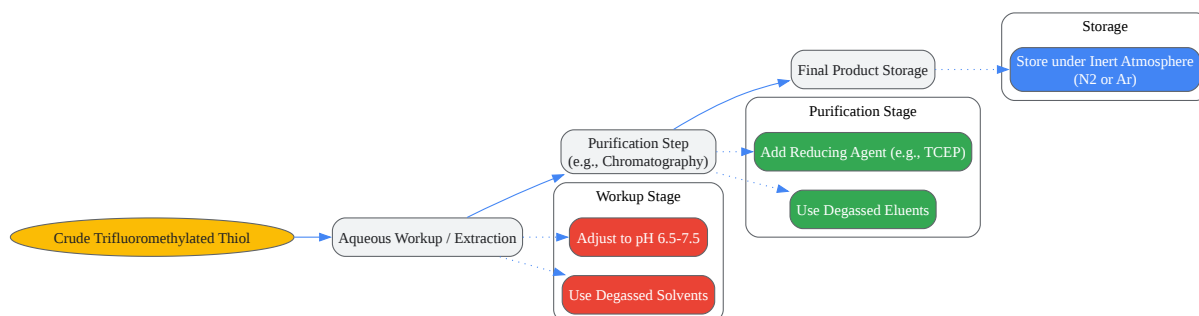 Crude Trifluoromethylated Thiol
Aqueous Workup / Extraction
Workup Stage
Adjust to pH 6.5-7.5
Use Degassed Solvents
Purification Step
(e.g., Chromatography)
Purification Stage
Add Reducing Agent (e.g., TCEP)
Use Degassed Eluents
Final Product Storage
Storage
Store under Inert Atmosphere
(N2 or Ar)